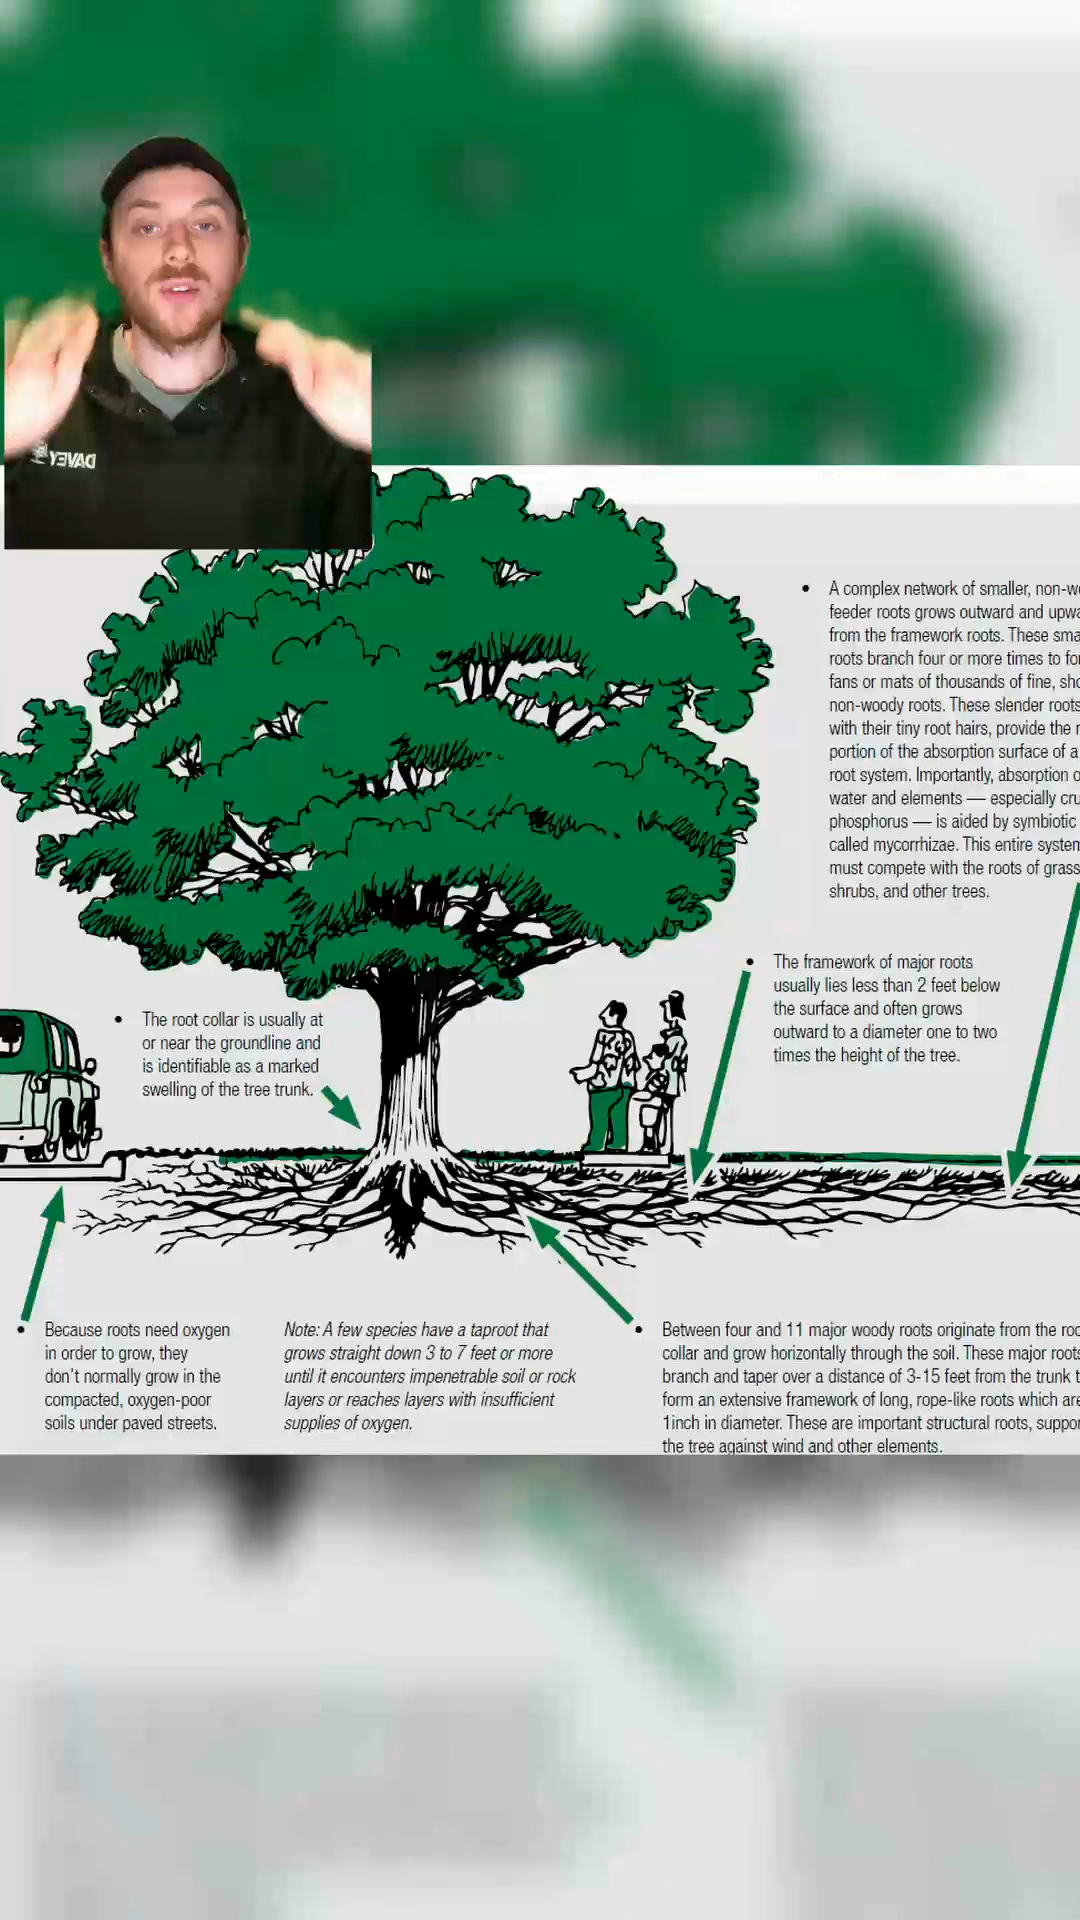 DAVEY
• A complex network of smaller, non-
feeder roots grows outward and
from the framework roots. These
roots branch four or more times to
fans or mats of thousands of fine,
non-woody roots. These slender roots
with their tiny root hairs, provide the
portion of the absorption surface of a
root system. Importantly, absorption
water and elements — especially
phosphorus — is aided by symbiotic
called mycorrhizae. This entire system
must compete with the roots of
shrubs, and other trees.
• The framework of major roots
usually lies less than 2 feet below
the surface and often grows
outward to a diameter one to two
times the height of the tree.
• The root collar is usually at
or near the groundline and
is identifiable as a marked
swelling of the tree trunk.
• Because roots need oxygen
in order to grow, they
don't normally grow in the
compacted, oxygen-poor
soils under paved streets.
Note: A few species have a taproot that
grows straight down 3 to 7 feet or more
until it encounters impenetrable soil or rock
layers or reaches layers with insufficient
supplies of oxygen.
• Between four and 11 major woody roots originate from the
collar and grow horizontally through the soil. These major roots
branch and taper over a distance of 3-15 feet from the trunk
form an extensive framework of long, rope-like roots which are
1inch in diameter. These are important structural roots,
the tree against wind and other elements.